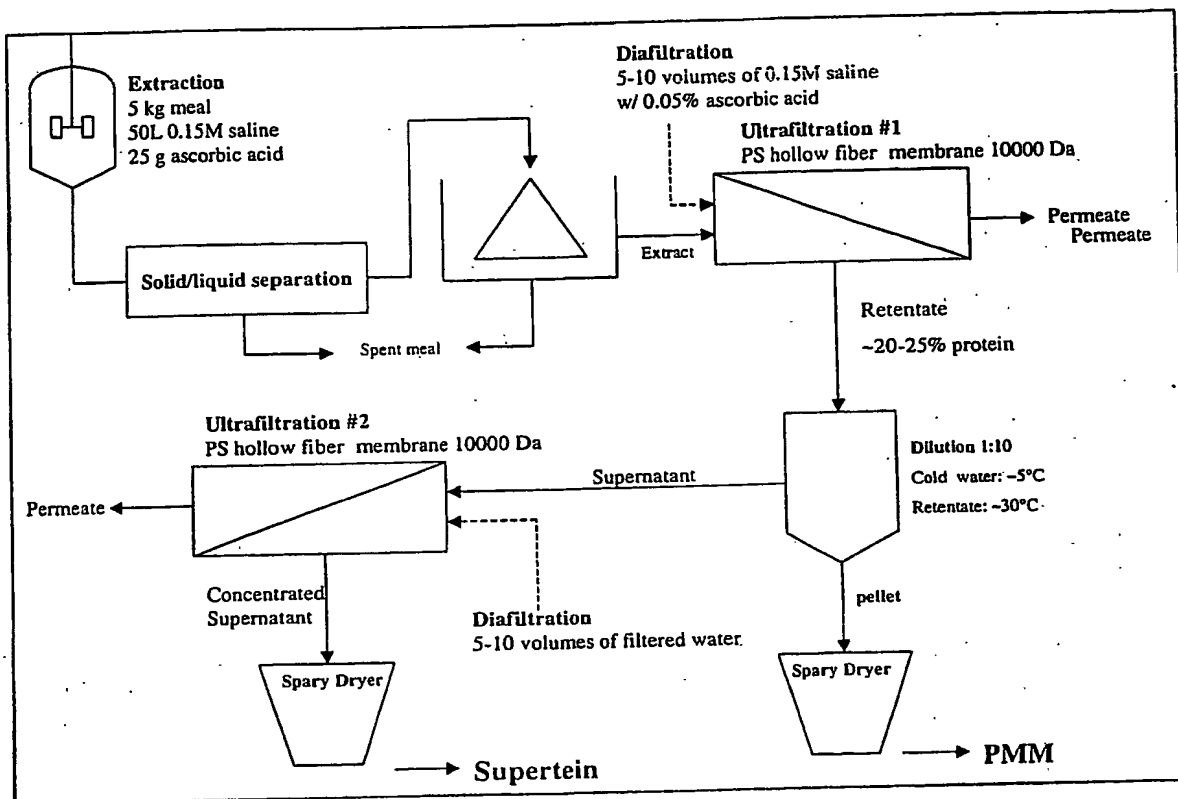 Extraction
5 kg meal
50L 0.15M saline
25 g ascorbic acid
Diafiltration
5-10 volumes of 0.15M saline
w/ 0.05% ascorbic acid
Ultrafiltration #1
PS hollow fiber membrane 10000 Da
Solid/liquid separation
Extract
Permeate
Permeate
Spent meal
Retentate
~20-25% protein
Ultrafiltration #2
PS hollow fiber membrane 10000 Da
Dilution 1:10
Cold water: ~5°C
Retentate: ~30°C
Supernatant
Permeate
Concentrated
Supernatant
Diafiltration
5-10 volumes of filtered water
pellet
Spary Dryer
Spary Dryer
Supertein
PMM